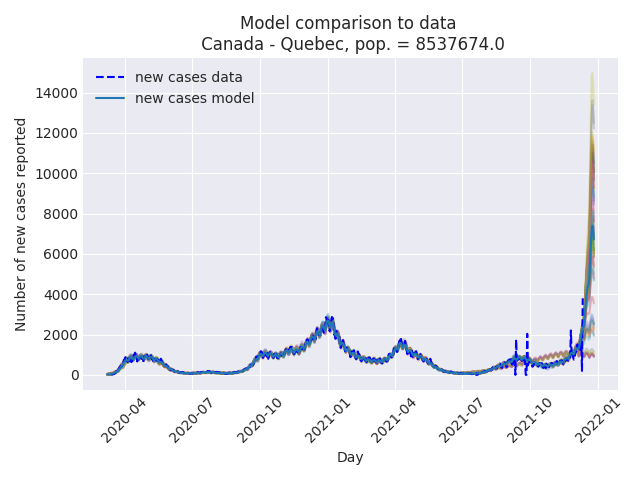 Model comparison to data
Canada - Quebec, pop. = 8537674.0
new cases data
new cases model
Number of new cases reported
14000
12000
10000
8000
6000
4000
2000
0
2020-04
2020-07
2020-10
2021-01
2021-04
2021-07
2021-10
2022-01
Day